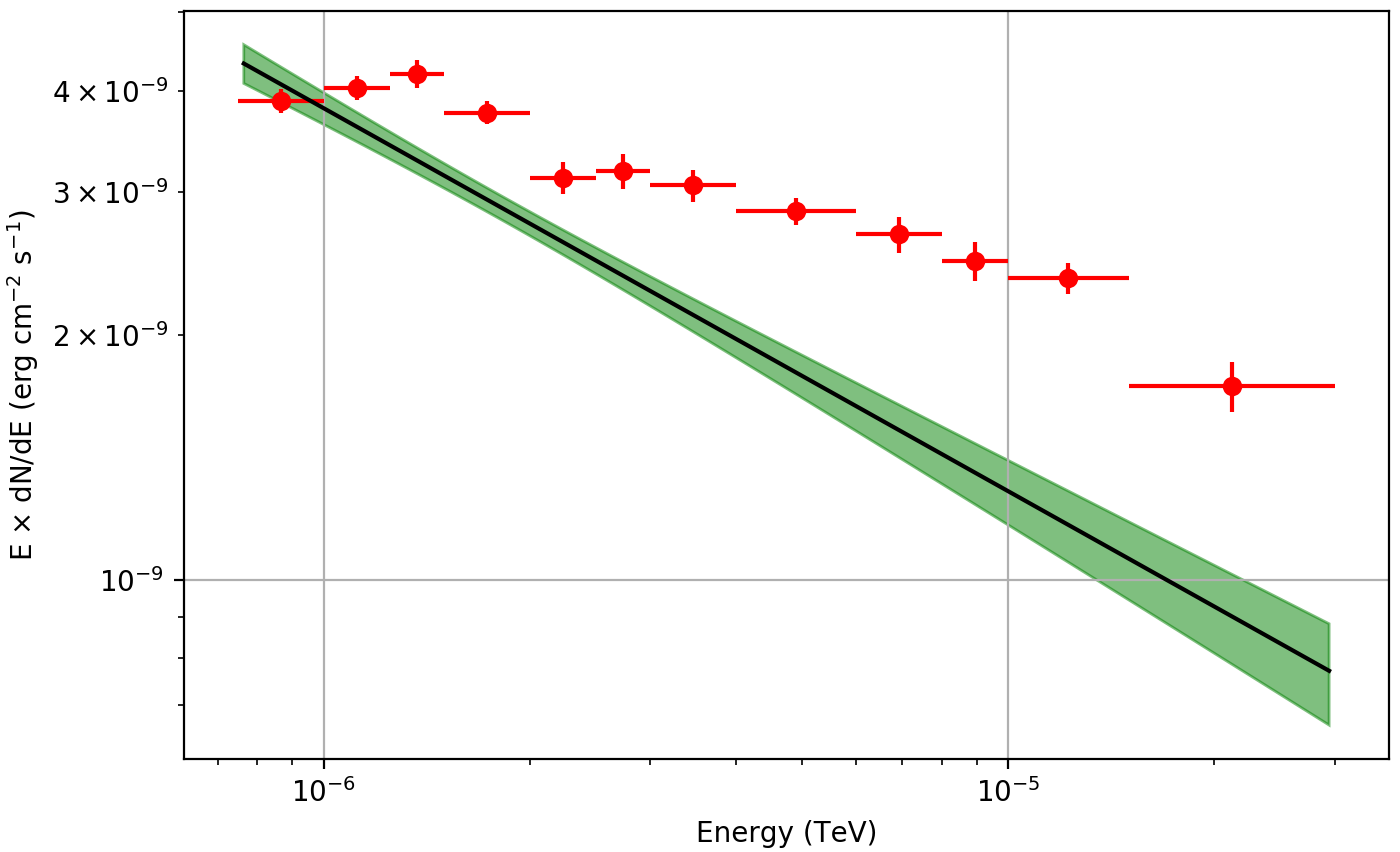 E × dN/dE (erg cm⁻² s⁻¹)
4 × 10⁻⁹
3 × 10⁻⁹
2 × 10⁻⁹
10⁻⁹
10⁻⁶
10⁻⁵
Energy (TeV)